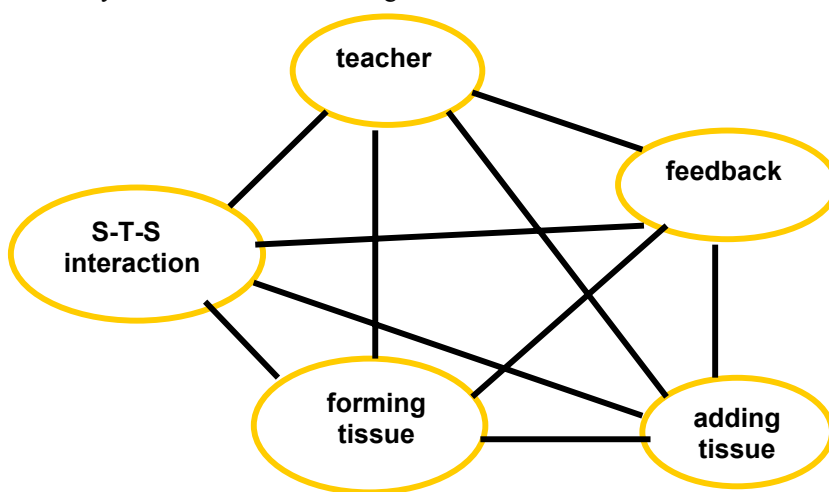 teacher
feedback
S-T-S
interaction
forming
tissue
adding
tissue